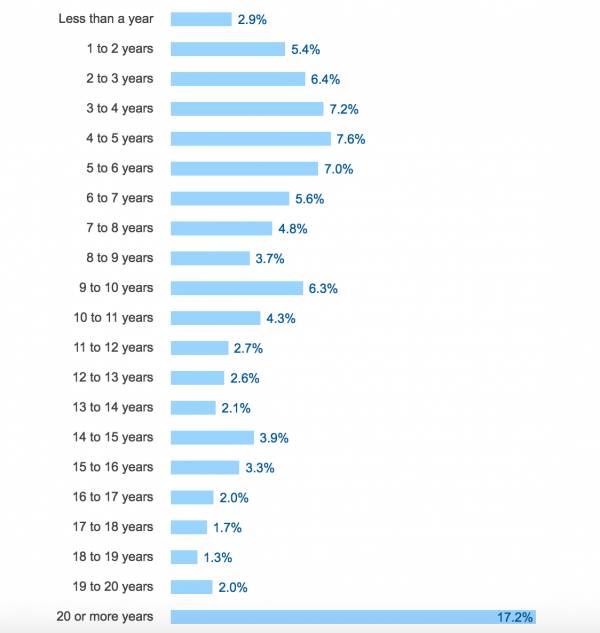 Less than a year 2.9%
1 to 2 years 5.4%
2 to 3 years 6.4%
3 to 4 years 7.2%
4 to 5 years 7.6%
5 to 6 years 7.0%
6 to 7 years 5.6%
7 to 8 years 4.8%
8 to 9 years 3.7%
9 to 10 years 6.3%
10 to 11 years 4.3%
11 to 12 years 2.7%
12 to 13 years 2.6%
13 to 14 years 2.1%
14 to 15 years 3.9%
15 to 16 years 3.3%
16 to 17 years 2.0%
17 to 18 years 1.7%
18 to 19 years 1.3%
19 to 20 years 2.0%
20 or more years 17.2%